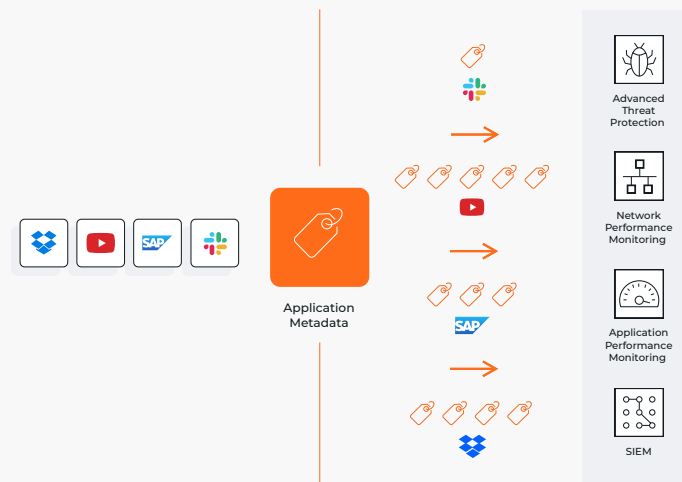 Advanced
Threat
Protection
Network
Performance
Monitoring
SAP
Application
Metadata
SAP
Application
Performance
Monitoring
SIEM